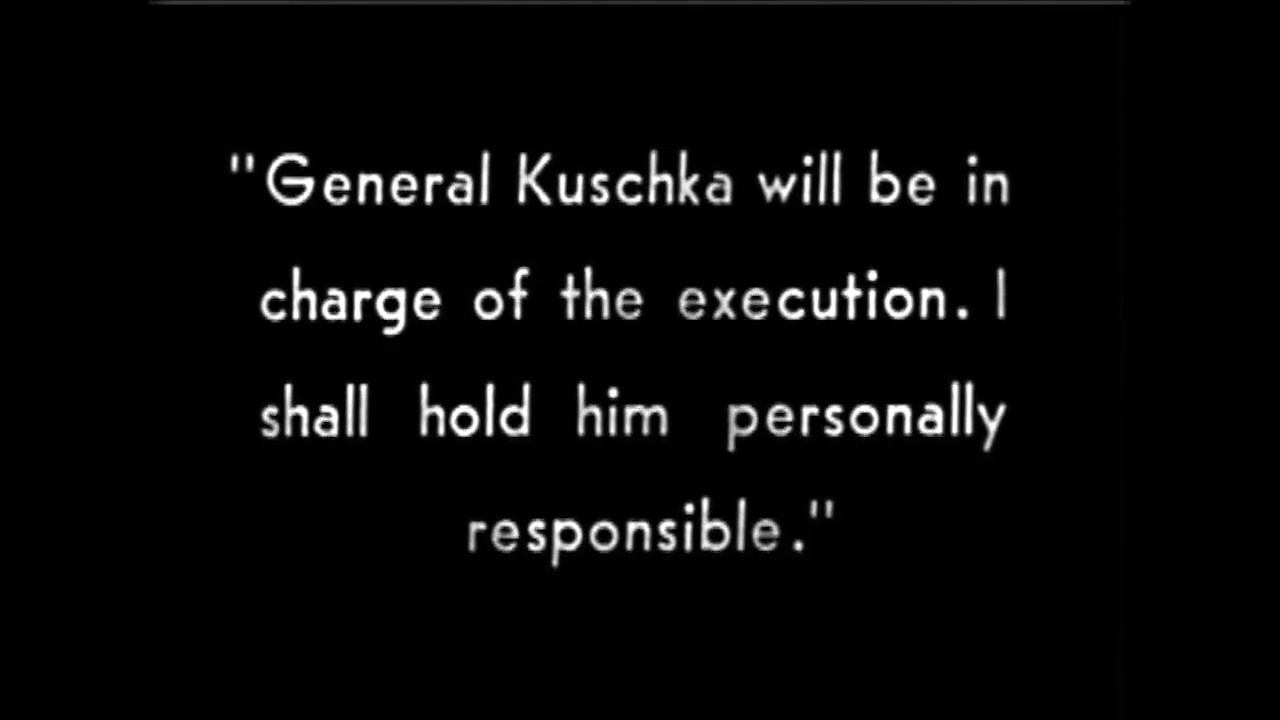 "General Kuschka will be in
charge of the execution. I
shall hold him personally
responsible."